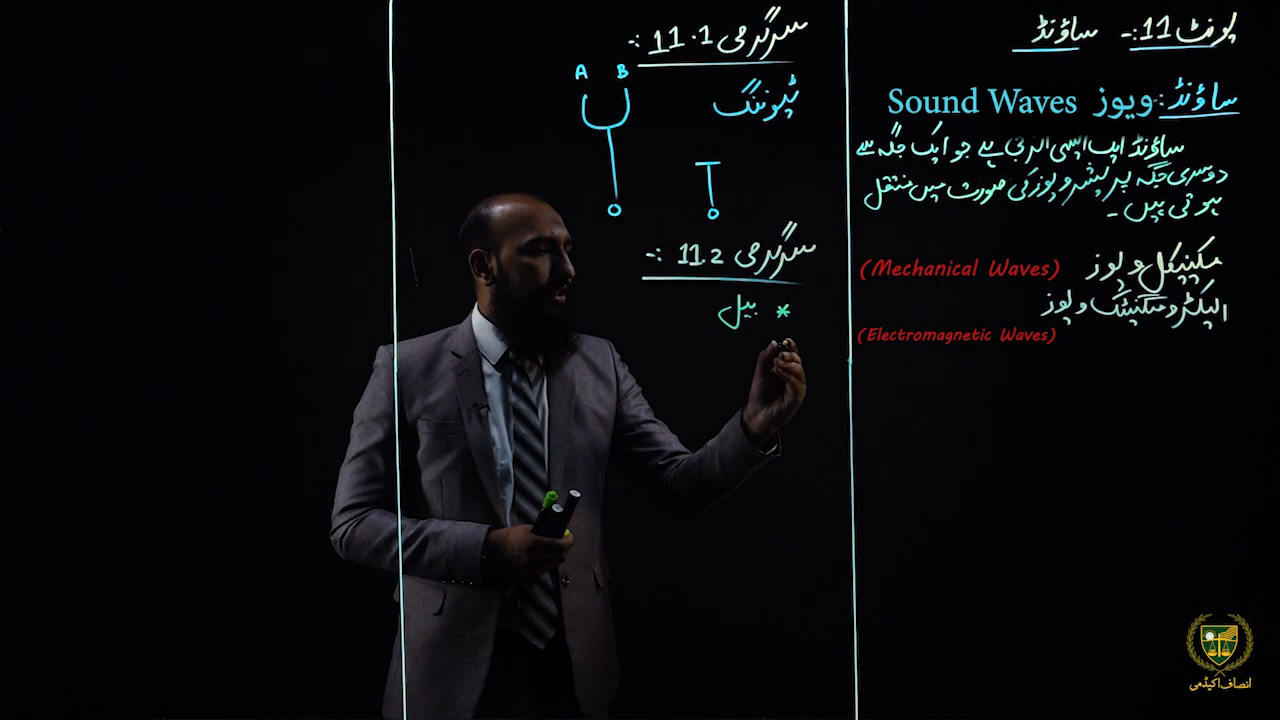 یونٹ 11:- ساؤنڈ
ساؤنڈ:- ویوز Sound Waves
ساؤنڈ ایک ایسی انرجی ہے جو ایک جگہ سے
دوسری جگہ پر پریشر ویوز کی صورت میں منتقل
ہوتی ہیں۔
مکینیکل ویوز (Mechanical Waves)
الیکٹرومیگنیٹک ویوز
(Electromagnetic Waves)
سرگرمی 11.1 :-
A B
ٹیوننگ
سرگرمی 11.2 :-
* بیل
انصاف اکیڈمی